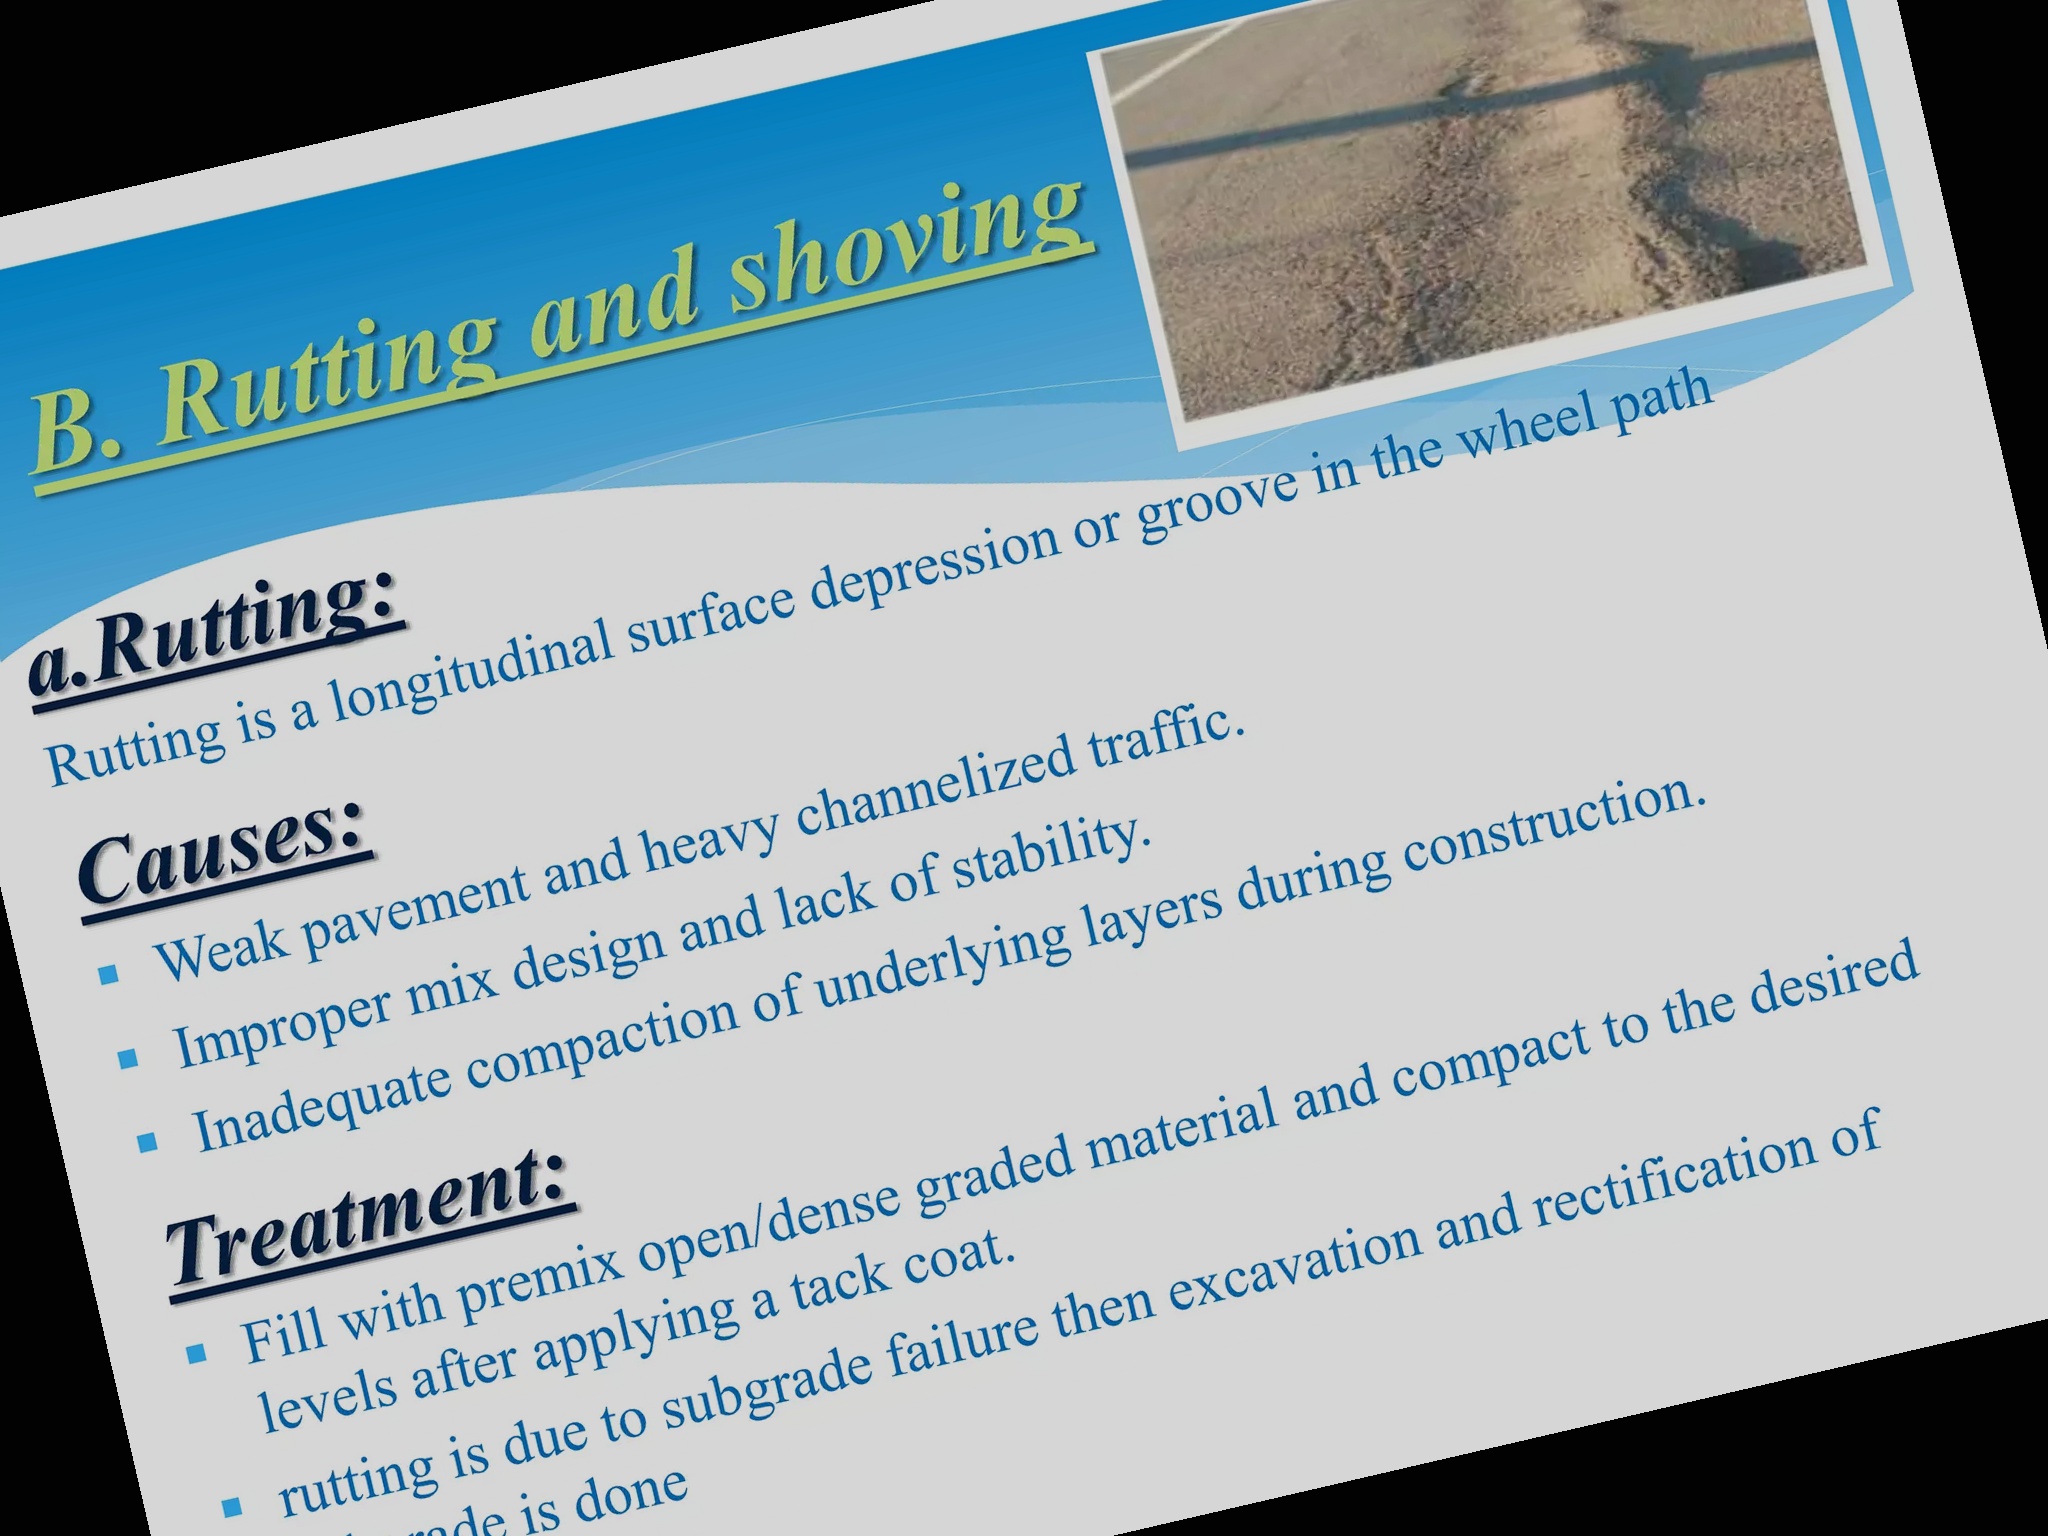 B. Rutting and shoving
a.Rutting:
Rutting is a longitudinal surface depression or groove in the wheel path
Causes:
▪ Weak pavement and heavy channelized traffic.
▪ Improper mix design and lack of stability.
▪ Inadequate compaction of underlying layers during construction.
Treatment:
▪ Fill with premix open/dense graded material and compact to the desired
levels after applying a tack coat.
▪ rutting is due to subgrade failure then excavation and rectification of
is done